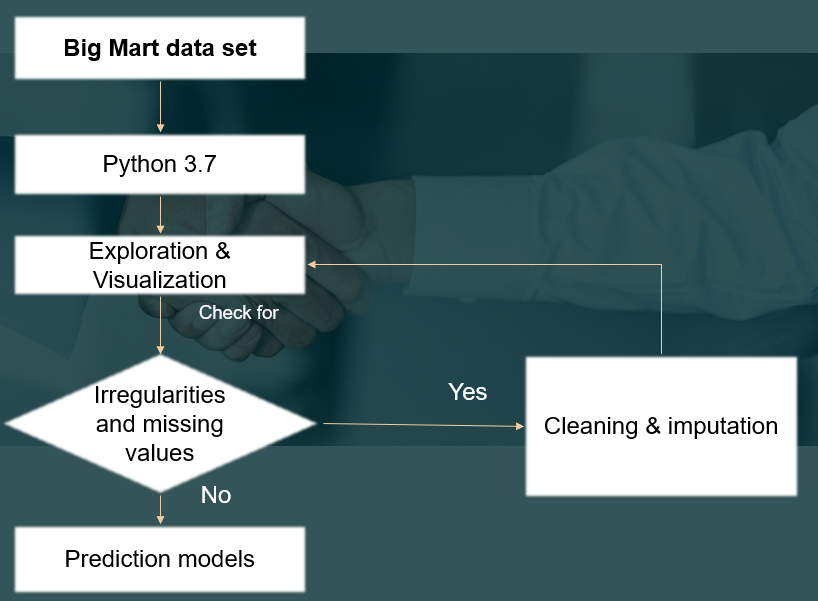 Big Mart data set
Python 3.7
Exploration &
Visualization
Check for
Irregularities
and missing
values
Yes
Cleaning & imputation
No
Prediction models